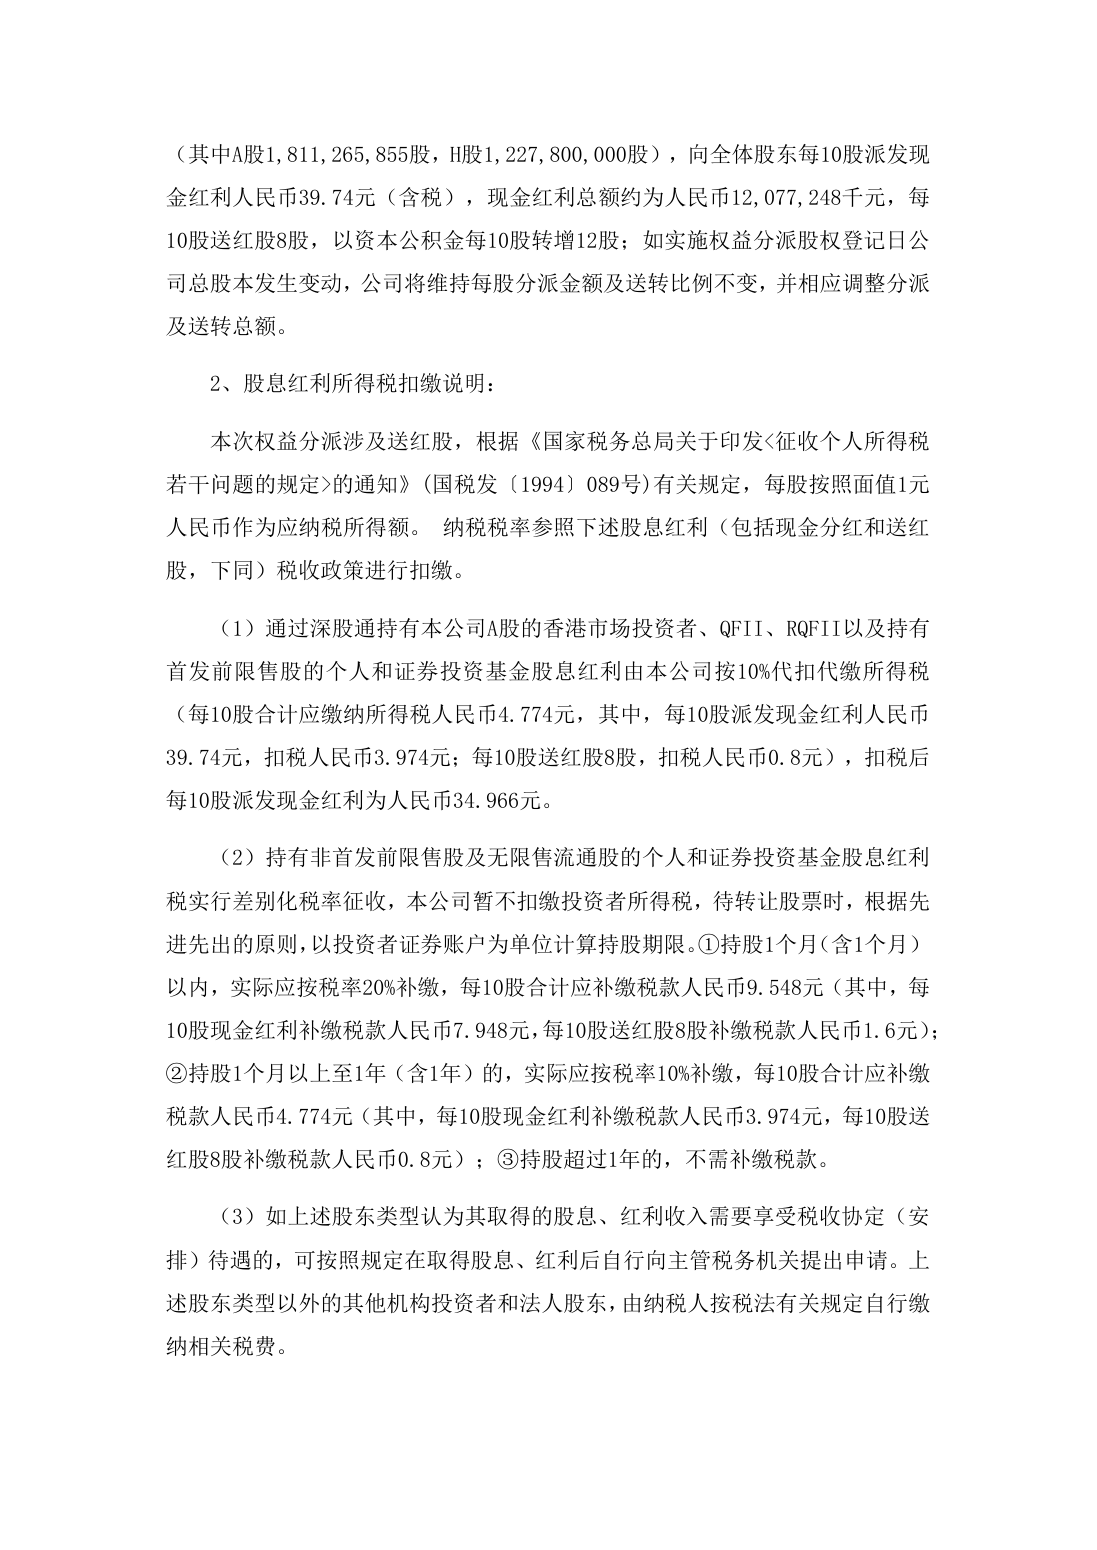 （其中A股1,811,265,855股，H股1,227,800,000股），向全体股东每10股派发现
金红利人民币39.74元（含税），现金红利总额约为人民币12,077,248千元，每
10股送红股8股，以资本公积金每10股转增12股；如实施权益分派股权登记日公
司总股本发生变动，公司将维持每股分派金额及送转比例不变，并相应调整分派
及送转总额。
2、股息红利所得税扣缴说明：
本次权益分派涉及送红股，根据《国家税务总局关于印发<征收个人所得税
若干问题的规定>的通知》(国税发〔1994〕089号)有关规定，每股按照面值1元
人民币作为应纳税所得额。 纳税税率参照下述股息红利（包括现金分红和送红
股，下同）税收政策进行扣缴。
（1）通过深股通持有本公司A股的香港市场投资者、QFII、RQFII以及持有
首发前限售股的个人和证券投资基金股息红利由本公司按10%代扣代缴所得税
（每10股合计应缴纳所得税人民币4.774元，其中，每10股派发现金红利人民币
39.74元，扣税人民币3.974元；每10股送红股8股，扣税人民币0.8元），扣税后
每10股派发现金红利为人民币34.966元。
（2）持有非首发前限售股及无限售流通股的个人和证券投资基金股息红利
税实行差别化税率征收，本公司暂不扣缴投资者所得税，待转让股票时，根据先
进先出的原则，以投资者证券账户为单位计算持股期限。①持股1个月（含1个月）
以内，实际应按税率20%补缴，每10股合计应补缴税款人民币9.548元（其中，每
10股现金红利补缴税款人民币7.948元，每10股送红股8股补缴税款人民币1.6元）；
②持股1个月以上至1年（含1年）的，实际应按税率10%补缴，每10股合计应补缴
税款人民币4.774元（其中，每10股现金红利补缴税款人民币3.974元，每10股送
红股8股补缴税款人民币0.8元）；③持股超过1年的，不需补缴税款。
（3）如上述股东类型认为其取得的股息、红利收入需要享受税收协定（安
排）待遇的，可按照规定在取得股息、红利后自行向主管税务机关提出申请。上
述股东类型以外的其他机构投资者和法人股东，由纳税人按税法有关规定自行缴
纳相关税费。